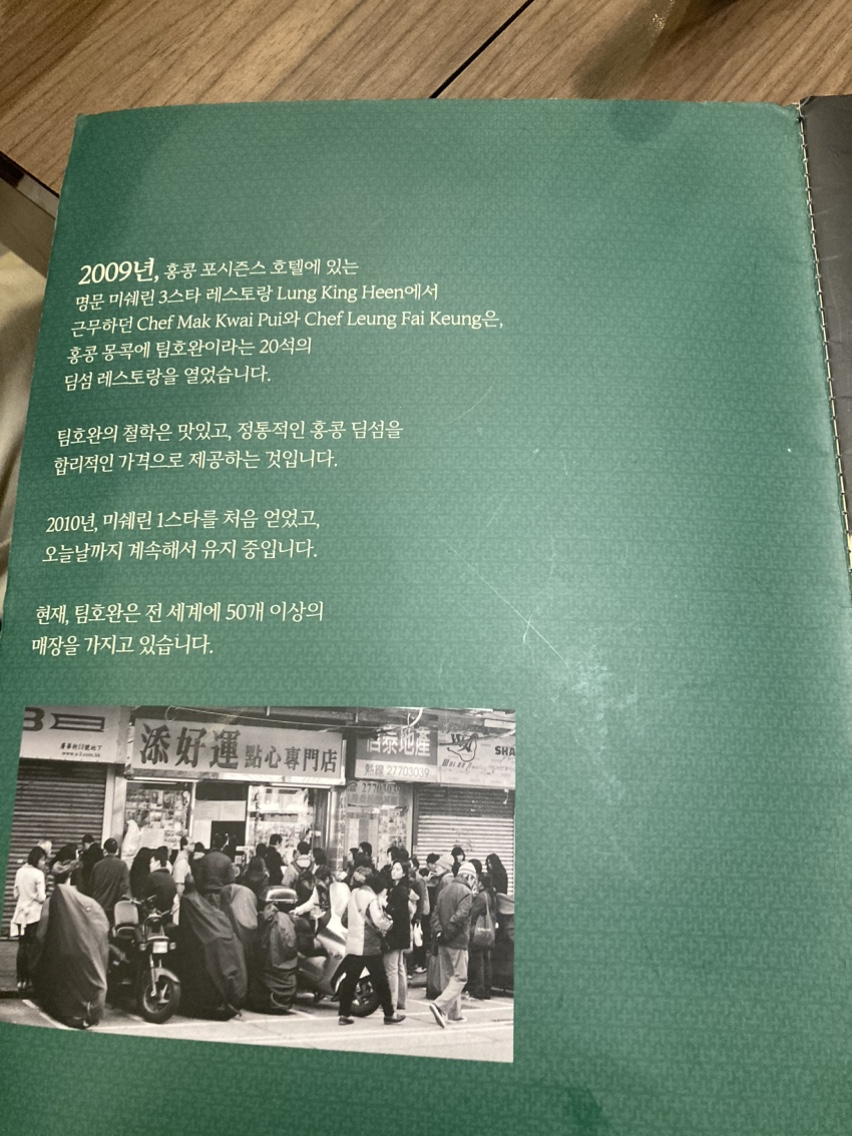 2009년, 홍콩 포시즌스 호텔에 있는
명문 미쉐린 3스타 레스토랑 Lung King Heen에서
근무하던 Chef Mak Kwai Pui와 Chef Leung Fai Keung은,
홍콩 몽콕에 팀호완이라는 20석의
딤섬 레스토랑을 열었습니다.
팀호완의 철학은 맛있고, 정통적인 홍콩 딤섬을
합리적인 가격으로 제공하는 것입니다.
2010년, 미쉐린 1스타를 처음 얻었고,
오늘날까지 계속해서 유지 중입니다.
현재, 팀호완은 전 세계에 50개 이상의
매장을 가지고 있습니다.
添好運 點心專門店
信泰地產
熱線 27703039
27703039
SHA